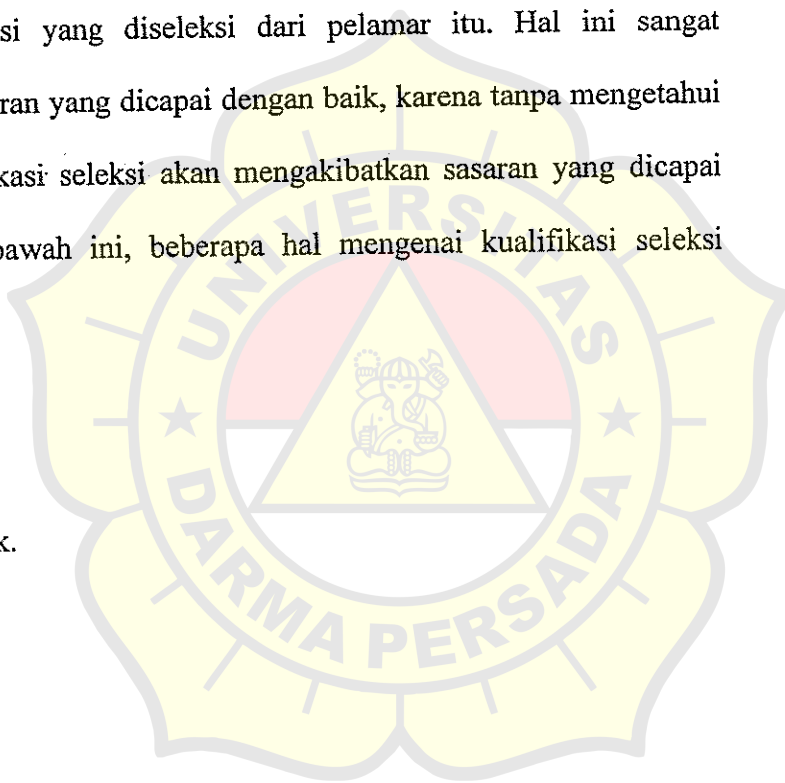 si yang diseleksi dari pelamar itu. Hal ini sangat
ran yang dicapai dengan baik, karena tanpa mengetahui
kasi seleksi akan mengakibatkan sasaran yang dicapai
bawah ini, beberapa hal mengenai kualifikasi seleksi
k.
UNIVERSITAS
DARMA PERSADA